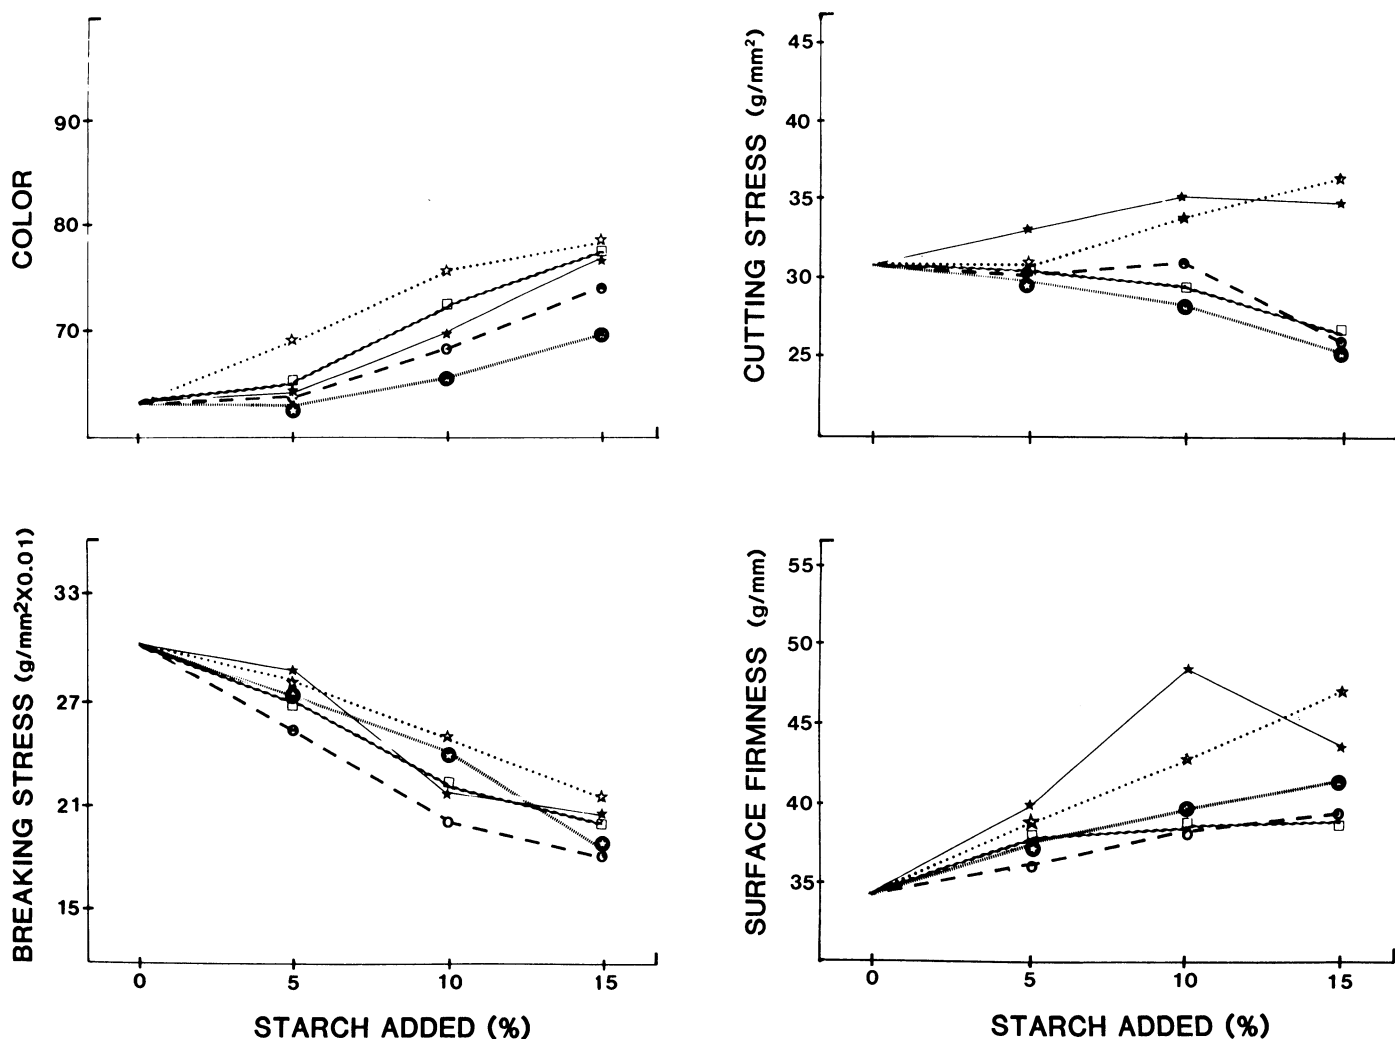 COLOR
90
80
70
CUTTING STRESS (g/mm²)
45
40
35
30
25
BREAKING STRESS (g/mm²X0.01)
33
27
21
15
0 5 10 15
STARCH ADDED (%)
SURFACE FIRMNESS (g/mm)
55
50
45
40
35
0 5 10 15
STARCH ADDED (%)